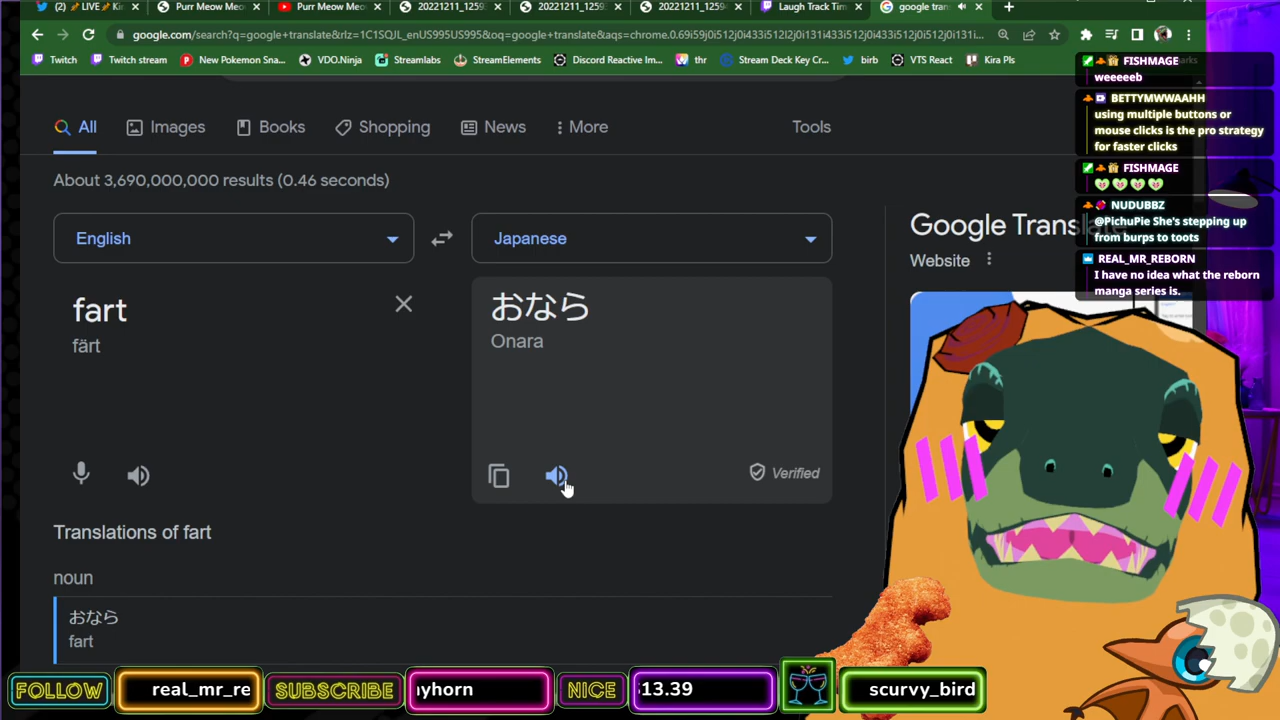 (2) LIVE Kir
Purr Meow Meo
Purr Meow Meo
20221211_1259
20221211_1259
20221211_1259
Laugh Track Tim
google tran
google.com/search?q=google+translate&rlz=1C1SQJL_enUS995US995&oq=google+translate&aqs=chrome.0.69i59j0i512j0i433i512l2j0i131i433i512j0i433i512j0i131i433i512j0i433i512j0i131i...
Twitch
Twitch stream
New Pokemon Sna...
VDO.Ninja
Streamlabs
StreamElements
Discord Reactive Im...
thr
Stream Deck Key Cr...
birb
VTS React
Kira Pls
All
Images
Books
Shopping
News
More
Tools
About 3,690,000,000 results (0.46 seconds)
English
Japanese
fart
färt
おなら
Onara
Verified
Translations of fart
noun
おなら
fart
Google Transl
Website
FISHMAGE
weeeeeb
BETTYMWWAAHH
using multiple buttons or
mouse clicks is the pro strategy
for faster clicks
FISHMAGE
NUDUBBZ
@PichuPie She's stepping up
from burps to toots
REAL_MR_REBORN
I have no idea what the reborn
manga series is.
FOLLOW
real_mr_re
SUBSCRIBE
yhorn
NICE
13.39
scurvy_bird